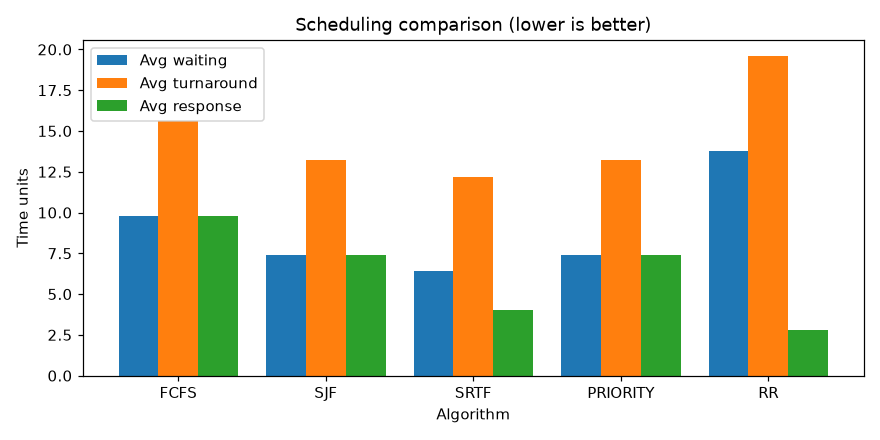 Scheduling comparison (lower is better)
Avg waiting
Avg turnaround
Avg response
Time units
20.0
17.5
15.0
12.5
10.0
7.5
5.0
2.5
0.0
FCFS SJF SRTF PRIORITY RR
Algorithm